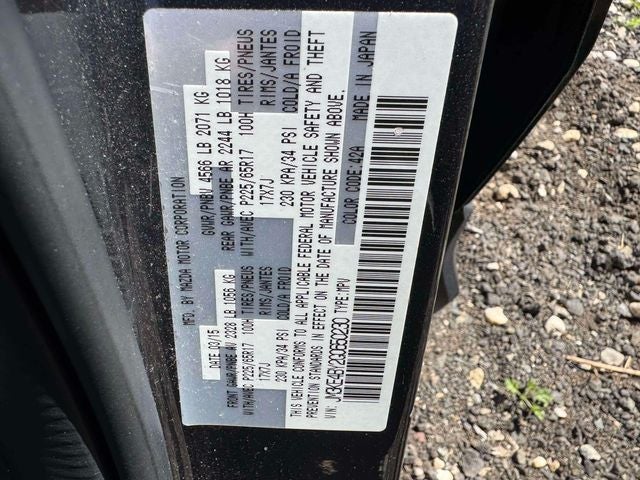 MFD. BY MAZDA MOTOR CORPORATION
DATE: 03/15 GVWR/PNBV 4566 LB 2071 KG
FRONT GAWR/PNBE AV 2328 LB 1056 KG REAR GAWR/PNBE AR 2244 LB 1018 KG
WITH/AVEC P225/65R17 100H TIRES/PNEUS WITH/AVEC P225/65R17 100H TIRES/PNEUS
17X7J RIMS/JANTES 17X7J RIMS/JANTES
230 KPA/34 PSI COLD/A FROID 230 KPA/34 PSI COLD/A FROID
THIS VEHICLE CONFORMS TO ALL APPLICABLE FEDERAL MOTOR VEHICLE SAFETY AND THEFT
PREVENTION STANDARDS IN EFFECT ON THE DATE OF MANUFACTURE SHOWN ABOVE.
VIN: TYPE: MPV COLOR CODE: 42A MADE IN JAPAN